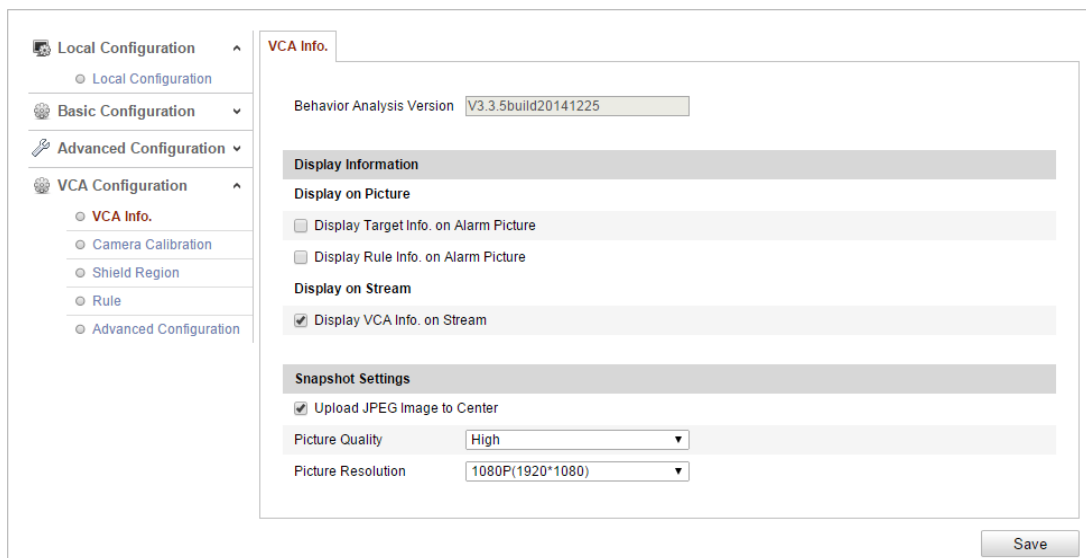 Local Configuration
Local Configuration
Basic Configuration
Advanced Configuration
VCA Configuration
VCA Info.
Camera Calibration
Shield Region
Rule
Advanced Configuration
VCA Info.
Behavior Analysis Version V3.3.5build20141225
Display Information
Display on Picture
Display Target Info. on Alarm Picture
Display Rule Info. on Alarm Picture
Display on Stream
Display VCA Info. on Stream
Snapshot Settings
Upload JPEG Image to Center
Picture Quality High
Picture Resolution 1080P(1920*1080)
Save